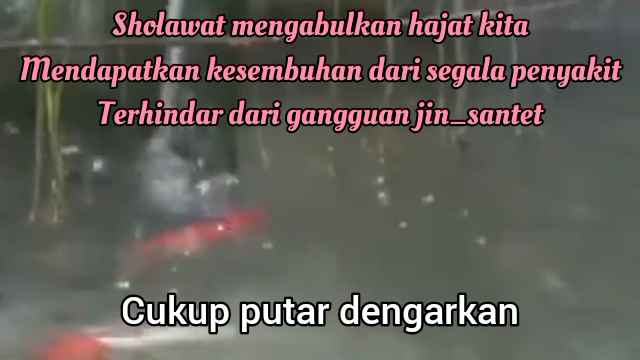 Sholawat mengabulkan hajat kita
Mendapatkan kesembuhan dari segala penyakit
Terhindar dari gangguan jin_santet
Cukup putar dengarkan